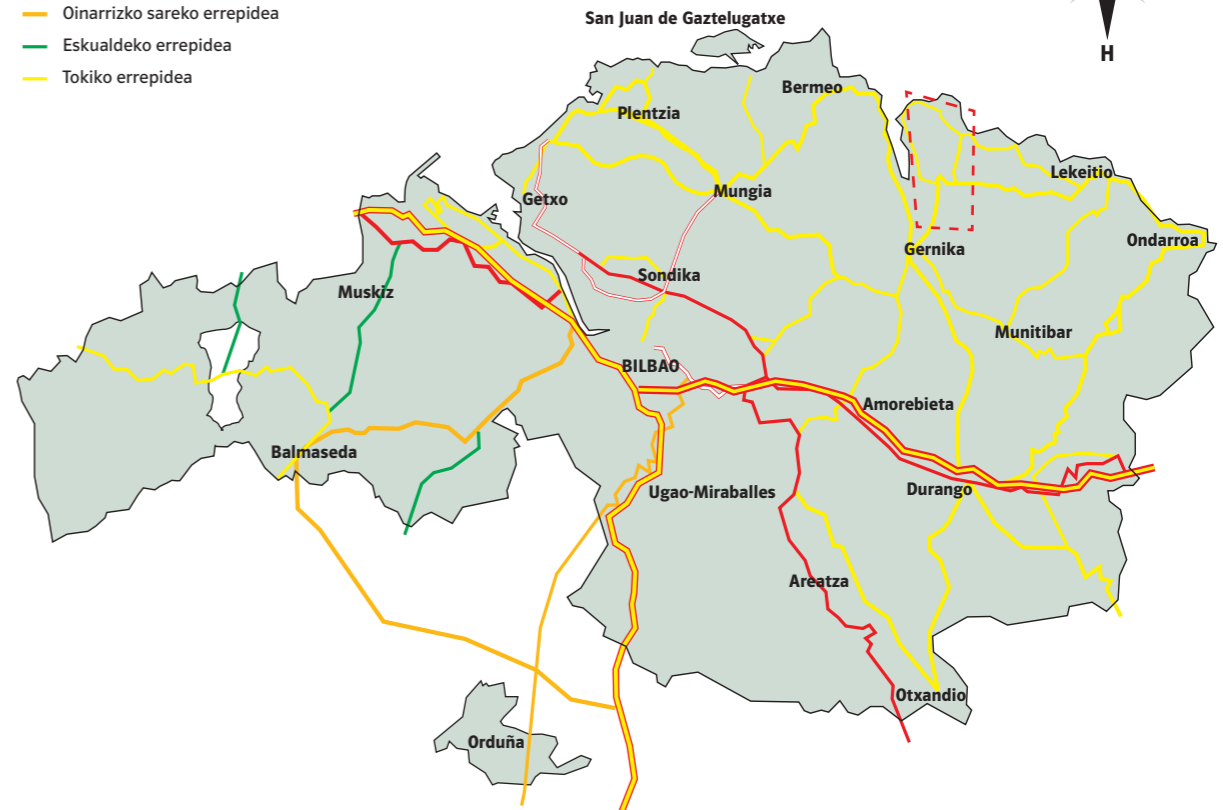 Oinarrizko sareko errepidea
Eskualdeko errepidea
Tokiko errepidea
San Juan de Gaztelugatxe
H
Bermeo
Plentzia
Lekeitio
Mungia
Getxo
Ondarroa
Gernika
Sondika
Muskiz
Munitibar
BILBAO
Amorebieta
Balmaseda
Ugao-Miraballes
Durango
Areatza
Otxandio
Orduña